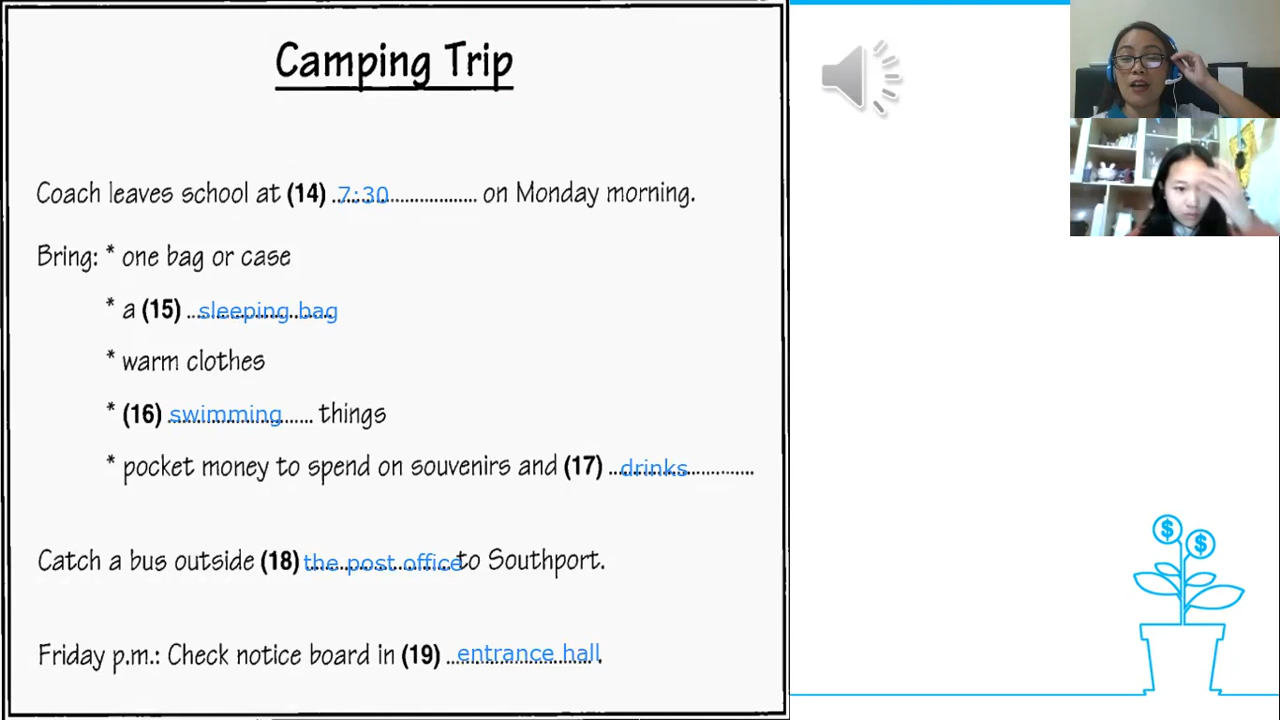 Camping Trip
Coach leaves school at (14) 7:30 on Monday morning.
Bring: * one bag or case
* a (15) sleeping bag
* warm clothes
* (16) swimming things
* pocket money to spend on souvenirs and (17) drinks
Catch a bus outside (18) the post office to Southport.
Friday p.m.: Check notice board in (19) entrance hall.
$ $